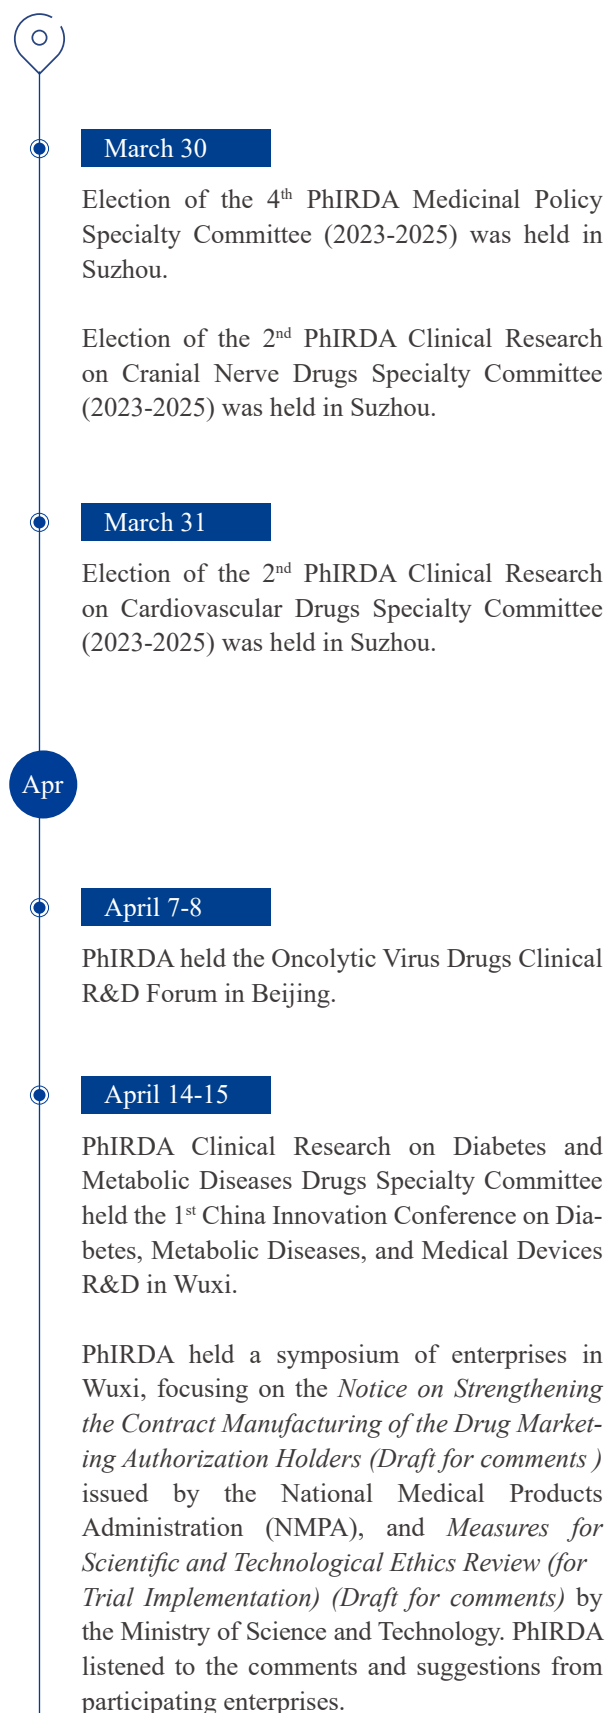 March 30
Election of the 4th PhIRDA Medicinal Policy
Specialty Committee (2023-2025) was held in
Suzhou.
Election of the 2nd PhIRDA Clinical Research
on Cranial Nerve Drugs Specialty Committee
(2023-2025) was held in Suzhou.
March 31
Election of the 2nd PhIRDA Clinical Research
on Cardiovascular Drugs Specialty Committee
(2023-2025) was held in Suzhou.
Apr
April 7-8
PhIRDA held the Oncolytic Virus Drugs Clinical
R&D Forum in Beijing.
April 14-15
PhIRDA Clinical Research on Diabetes and
Metabolic Diseases Drugs Specialty Committee
held the 1st China Innovation Conference on Dia-
betes, Metabolic Diseases, and Medical Devices
R&D in Wuxi.
PhIRDA held a symposium of enterprises in
Wuxi, focusing on the Notice on Strengthening
the Contract Manufacturing of the Drug Market-
ing Authorization Holders (Draft for comments )
issued by the National Medical Products
Administration (NMPA), and Measures for
Scientific and Technological Ethics Review (for
Trial Implementation) (Draft for comments) by
the Ministry of Science and Technology. PhIRDA
listened to the comments and suggestions from
participating enterprises.